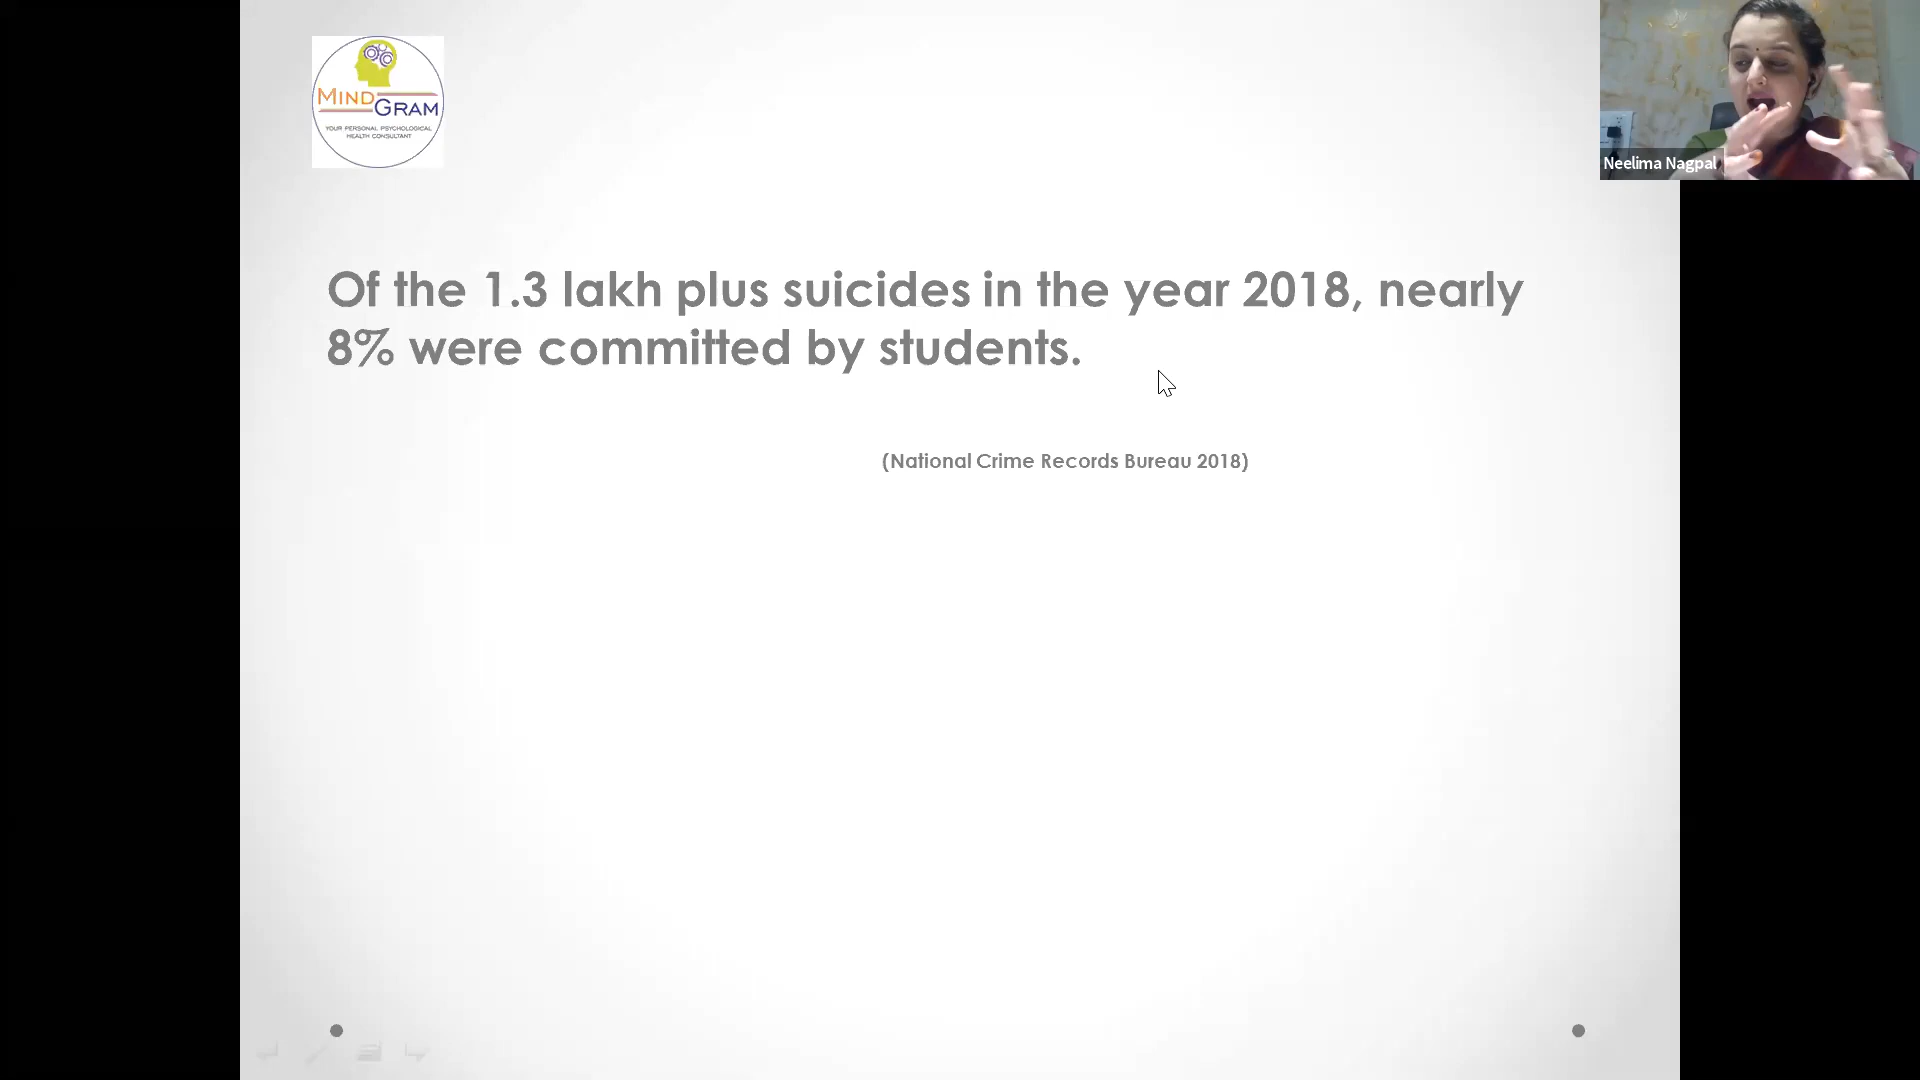 MIND
GRAM
YOUR PERSONAL PSYCHOLOGICAL
HEALTH CONSULTANT
Neelima Nagpal
Of the 1.3 lakh plus suicides in the year 2018, nearly
8% were committed by students.
(National Crime Records Bureau 2018)